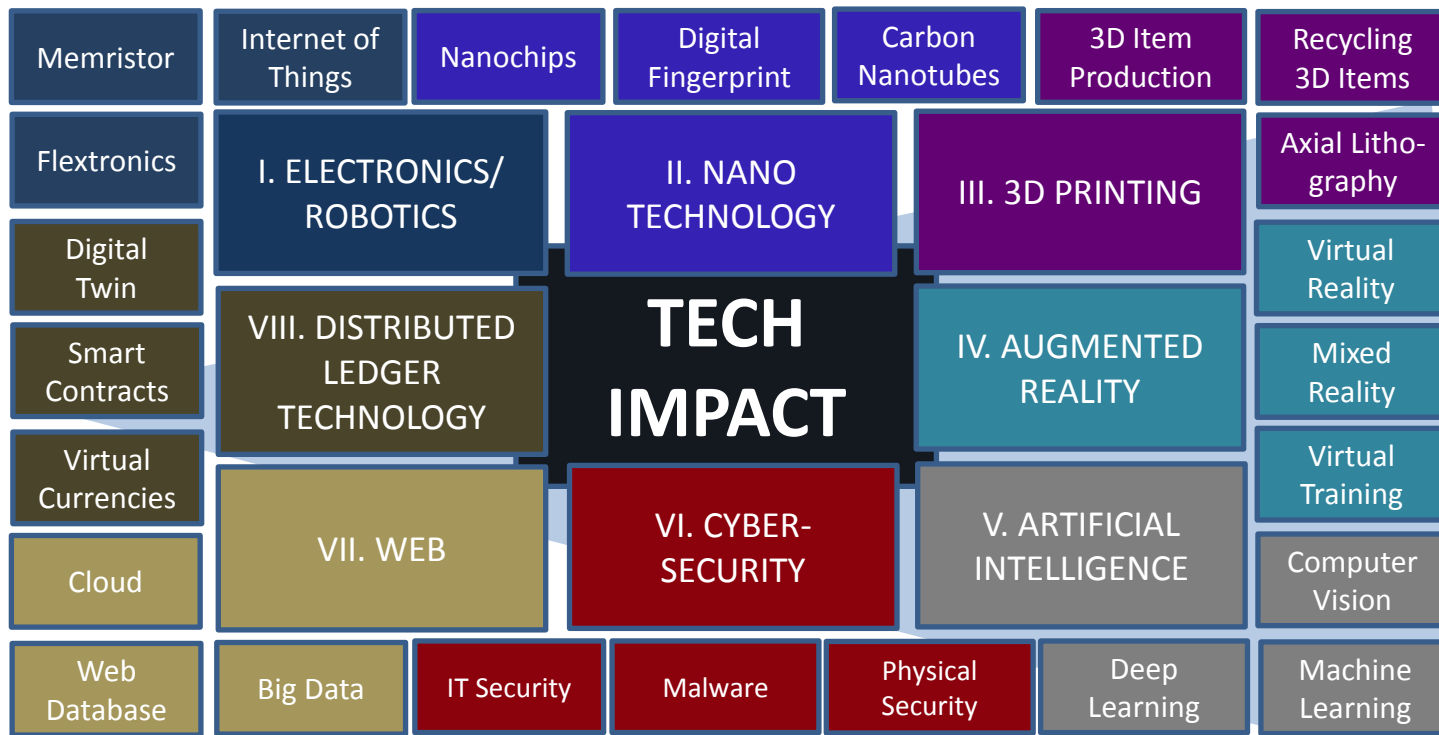 Memristor
Internet of
Things
Nanochips
Digital
Fingerprint
Carbon
Nanotubes
3D Item
Production
Recycling
3D Items
Flextronics
I. ELECTRONICS/
ROBOTICS
II. NANO
TECHNOLOGY
III. 3D PRINTING
Axial Litho-
graphy
Digital
Twin
Virtual
Reality
Smart
Contracts
VIII. DISTRIBUTED
LEDGER
TECHNOLOGY
TECH
IMPACT
IV. AUGMENTED
REALITY
Mixed
Reality
Virtual
Currencies
Virtual
Training
VII. WEB
VI. CYBER-
SECURITY
V. ARTIFICIAL
INTELLIGENCE
Cloud
Computer
Vision
Web
Database
Big Data
IT Security
Malware
Physical
Security
Deep
Learning
Machine
Learning